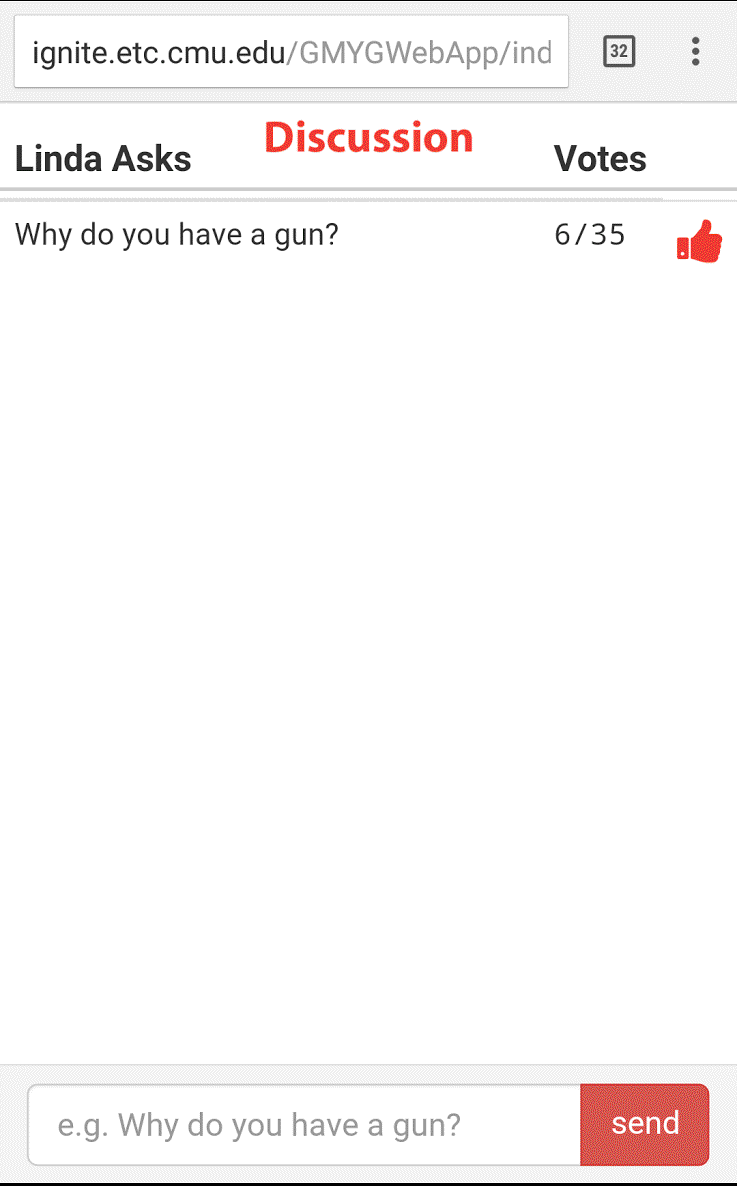 ignite.etc.cmu.edu/GMYGWebApp/ind
32
Discussion
Linda Asks
Votes
Why do you have a gun?
6/35
e.g. Why do you have a gun?
send